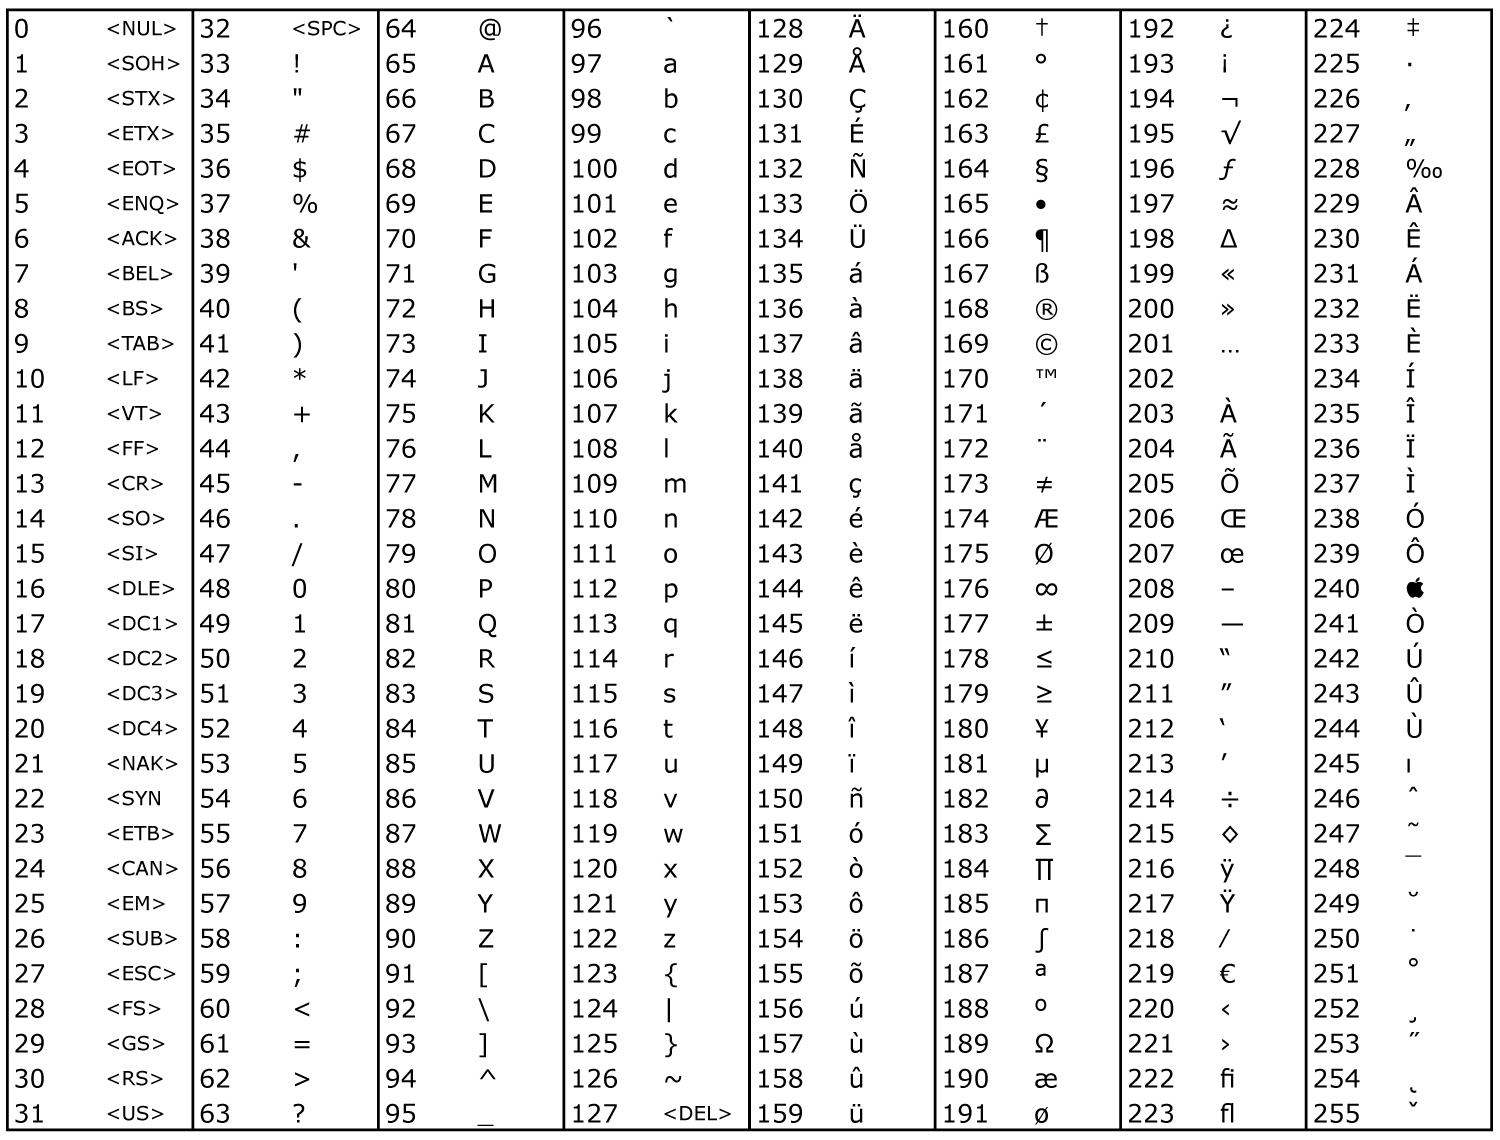 0 <NUL> 32 <SPC> 64 @ 96 ` 128 Ä 160 † 192 ¿ 224 ‡
1 <SOH> 33 ! 65 A 97 a 129 Å 161 ° 193 ¡ 225 ·
2 <STX> 34 " 66 B 98 b 130 Ç 162 ¢ 194 ¬ 226 ‚
3 <ETX> 35 # 67 C 99 c 131 É 163 £ 195 √ 227 „
4 <EOT> 36 $ 68 D 100 d 132 Ñ 164 § 196 ƒ 228 ‰
5 <ENQ> 37 % 69 E 101 e 133 Ö 165 • 197 ≈ 229 Â
6 <ACK> 38 & 70 F 102 f 134 Ü 166 ¶ 198 ∆ 230 Ê
7 <BEL> 39 ' 71 G 103 g 135 á 167 ß 199 « 231 Á
8 <BS> 40 ( 72 H 104 h 136 à 168 ® 200 » 232 Ë
9 <TAB> 41 ) 73 I 105 i 137 â 169 © 201 … 233 È
10 <LF> 42 * 74 J 106 j 138 ä 170 ™ 202 234 Í
11 <VT> 43 + 75 K 107 k 139 ã 171 ´ 203 À 235 Î
12 <FF> 44 , 76 L 108 l 140 å 172 ¨ 204 Ã 236 Ï
13 <CR> 45 - 77 M 109 m 141 ç 173 ≠ 205 Õ 237 Ì
14 <SO> 46 . 78 N 110 n 142 é 174 Æ 206 Œ 238 Ó
15 <SI> 47 / 79 O 111 o 143 è 175 Ø 207 œ 239 Ô
16 <DLE> 48 0 80 P 112 p 144 ê 176 ∞ 208 – 240 
17 <DC1> 49 1 81 Q 113 q 145 ë 177 ± 209 — 241 Ò
18 <DC2> 50 2 82 R 114 r 146 í 178 ≤ 210 “ 242 Ú
19 <DC3> 51 3 83 S 115 s 147 ì 179 ≥ 211 ” 243 Û
20 <DC4> 52 4 84 T 116 t 148 î 180 ¥ 212 ‘ 244 Ù
21 <NAK> 53 5 85 U 117 u 149 ï 181 µ 213 ’ 245 ı
22 <SYN 54 6 86 V 118 v 150 ñ 182 ∂ 214 ÷ 246 ˆ
23 <ETB> 55 7 87 W 119 w 151 ó 183 ∑ 215 ◊ 247 ˜
24 <CAN> 56 8 88 X 120 x 152 ò 184 ∏ 216 ÿ 248 ¯
25 <EM> 57 9 89 Y 121 y 153 ô 185 π 217 Ÿ 249 ˘
26 <SUB> 58 : 90 Z 122 z 154 ö 186 ∫ 218 ⁄ 250 ˙
27 <ESC> 59 ; 91 [ 123 { 155 õ 187 ª 219 € 251 ˚
28 <FS> 60 < 92 \ 124 | 156 ú 188 º 220 ‹ 252 ¸
29 <GS> 61 = 93 ] 125 } 157 ù 189 Ω 221 › 253 ˝
30 <RS> 62 > 94 ^ 126 ~ 158 û 190 æ 222 ﬁ 254 ˛
31 <US> 63 ? 95 _ 127 <DEL> 159 ü 191 ø 223 ﬂ 255 ˇ